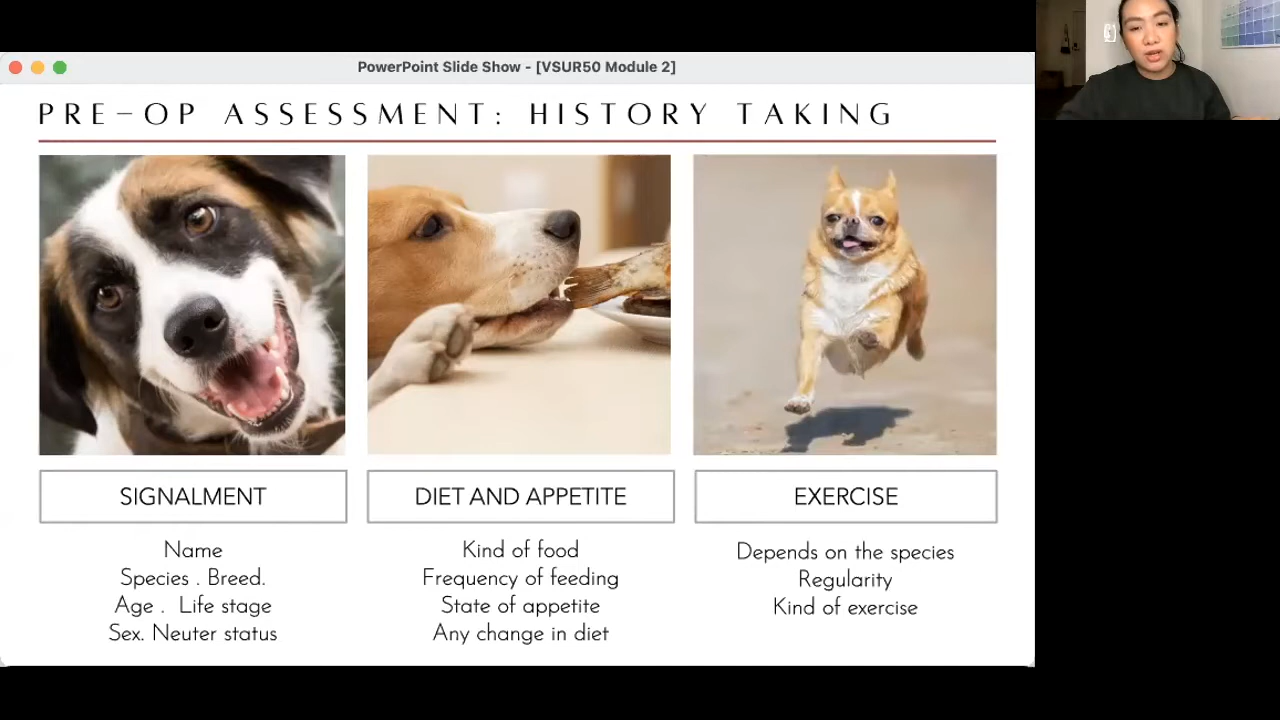 PowerPoint Slide Show - [VSUR50 Module 2]
PRE-OP ASSESSMENT: HISTORY TAKING
SIGNALMENT
Name
Species . Breed.
Age . Life stage
Sex. Neuter status
DIET AND APPETITE
Kind of food
Frequency of feeding
State of appetite
Any change in diet
EXERCISE
Depends on the species
Regularity
Kind of exercise